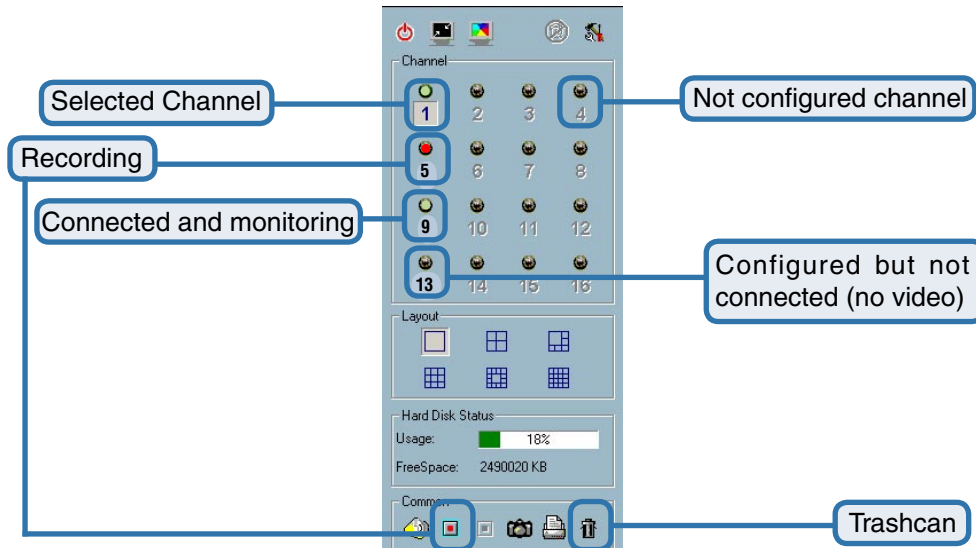 Channel
Selected Channel
Not configured channel
1 2 3 4
Recording
5 6 7 8
Connected and monitoring
9 10 11 12
Configured but not
connected (no video)
13 14 15 16
Layout
Hard Disk Status
Usage: 18%
FreeSpace: 2490020 KB
Common
Trashcan